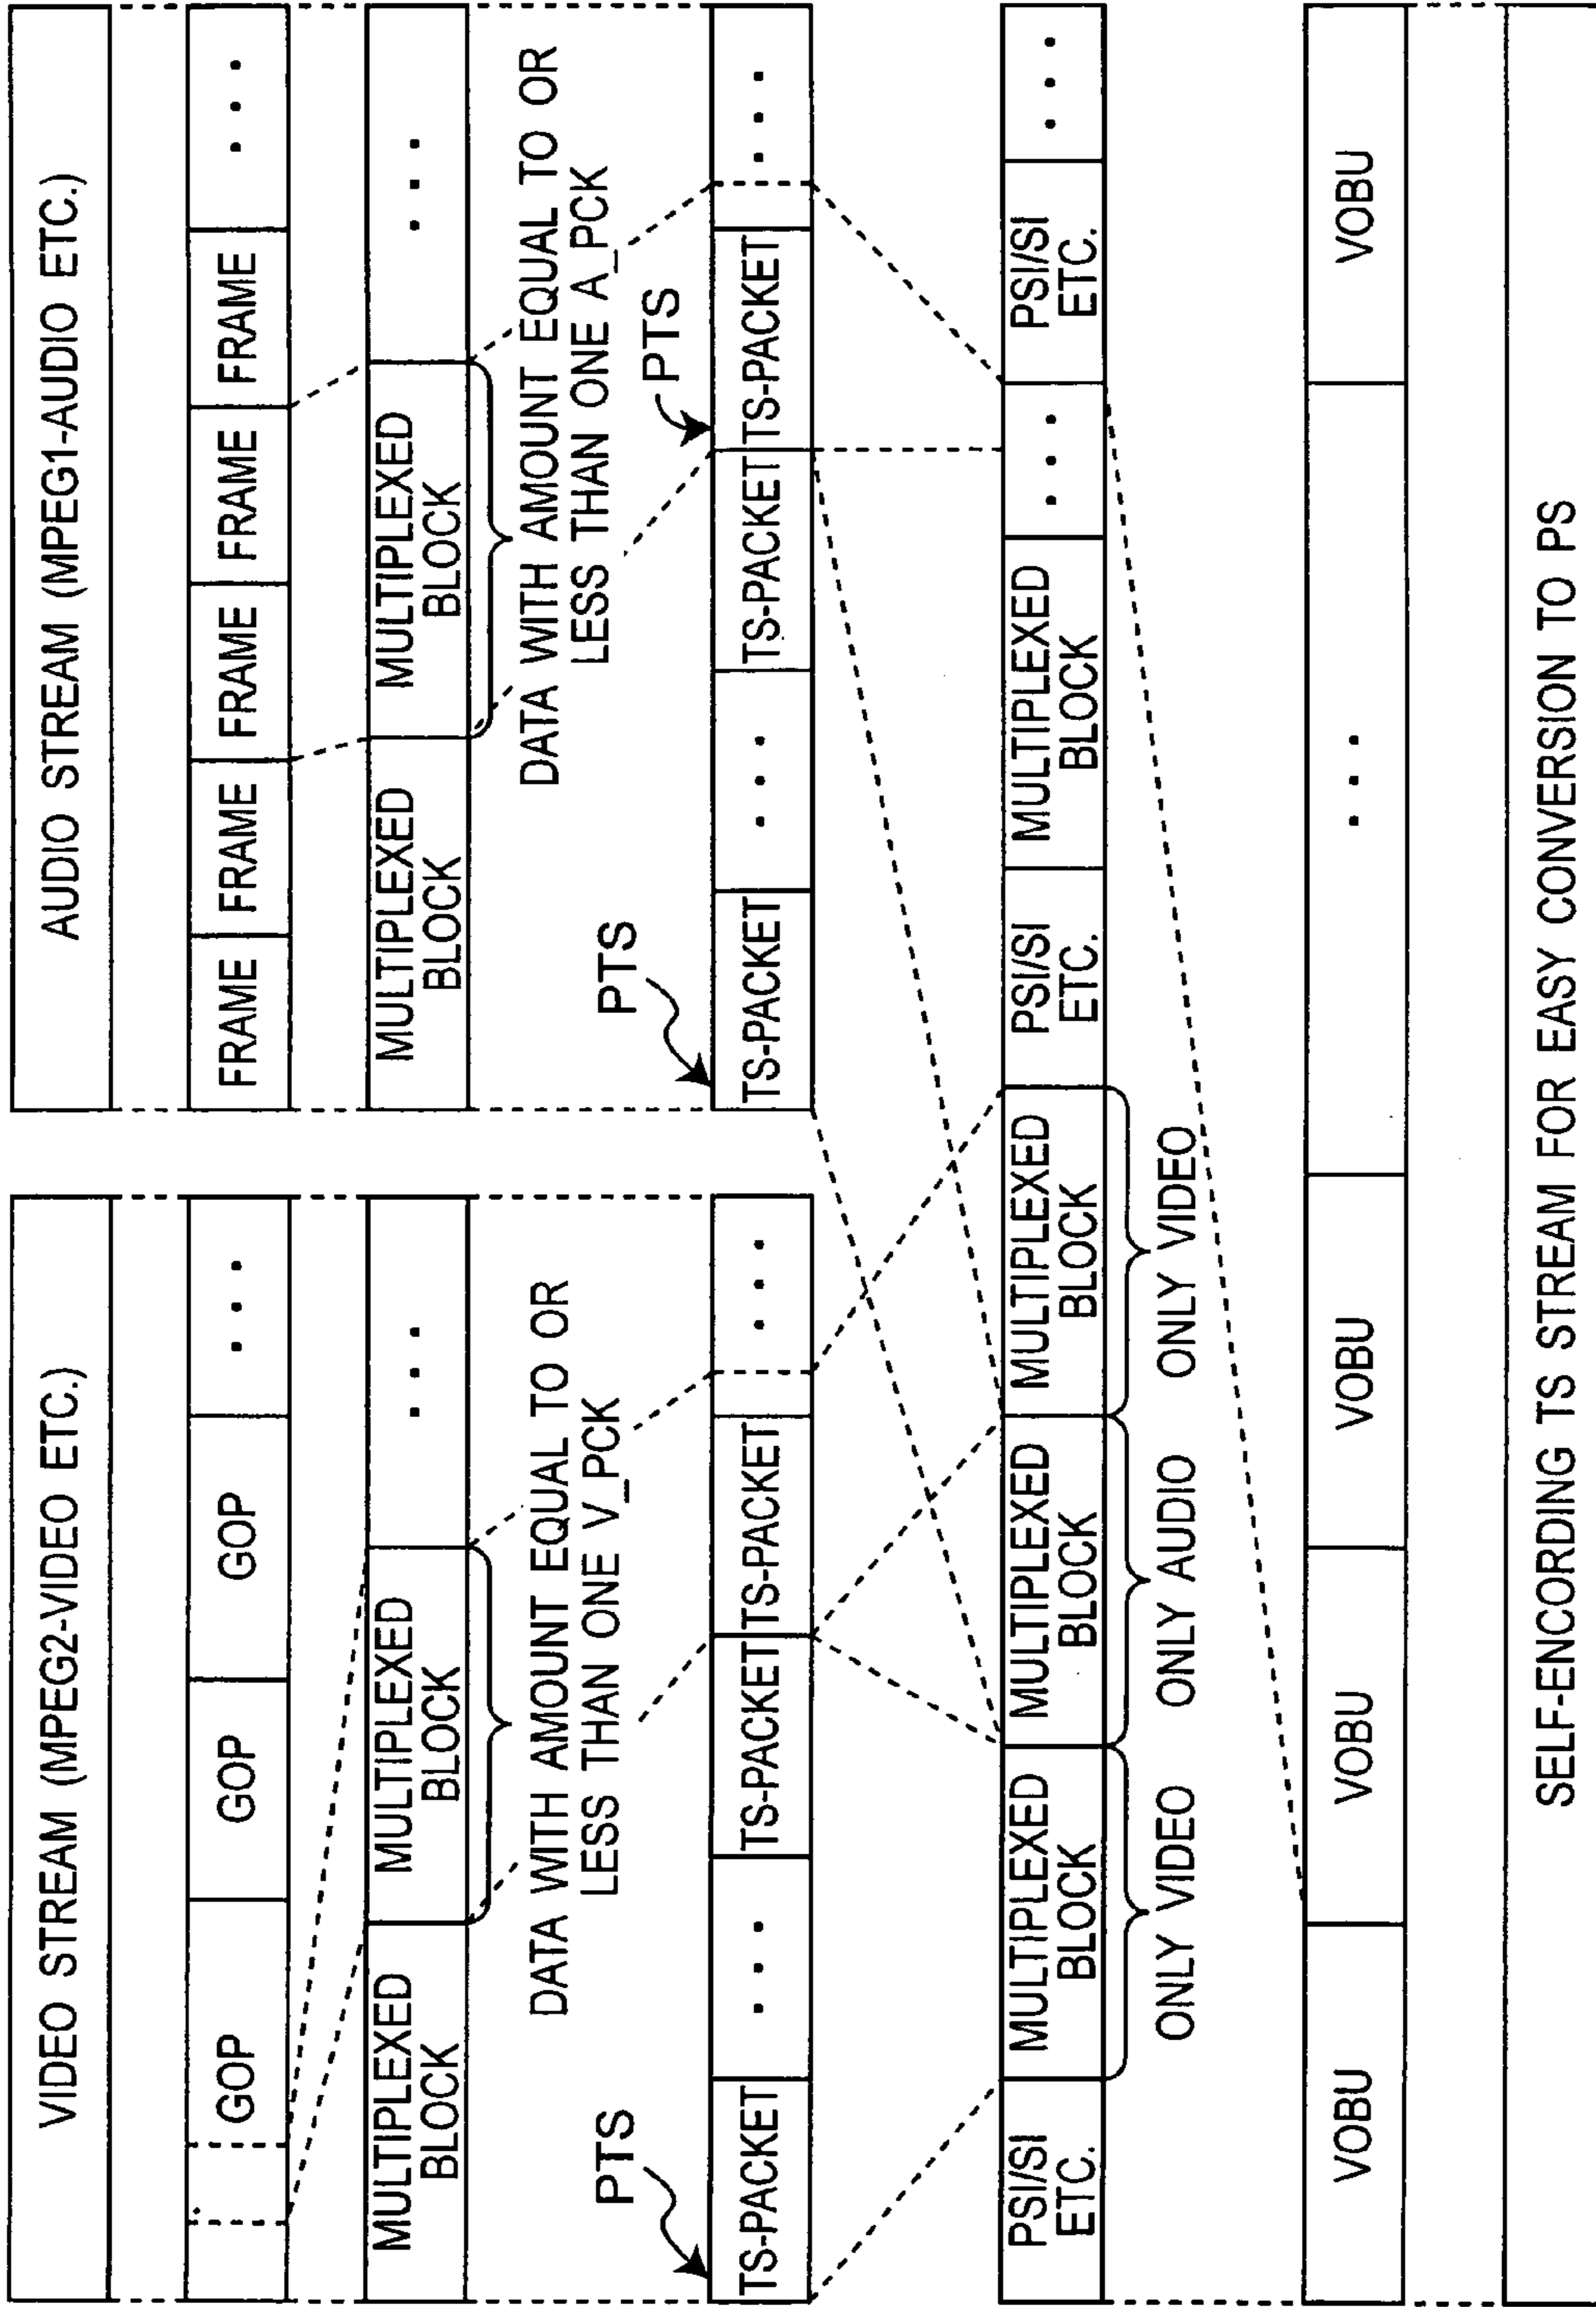 VIDEO STREAM (MPEG2-VIDEO ETC.)
AUDIO STREAM (MPEG1-AUDIO ETC.)
GOP
GOP
GOP
...
FRAME
FRAME
FRAME
FRAME
FRAME
...
MULTIPLEXED
BLOCK
MULTIPLEXED
BLOCK
...
MULTIPLEXED
BLOCK
MULTIPLEXED
BLOCK
...
DATA WITH AMOUNT EQUAL TO OR
LESS THAN ONE V_PCK
DATA WITH AMOUNT EQUAL TO OR
LESS THAN ONE A_PCK
PTS
PTS
PTS
TS-PACKET
...
TS-PACKET
TS-PACKET
...
TS-PACKET
...
TS-PACKET
TS-PACKET
...
PSI/SI
ETC.
MULTIPLEXED
BLOCK
MULTIPLEXED
BLOCK
MULTIPLEXED
BLOCK
PSI/SI
ETC.
MULTIPLEXED
BLOCK
...
PSI/SI
ETC.
...
ONLY VIDEO
ONLY AUDIO
ONLY VIDEO
VOBU
VOBU
VOBU
...
VOBU
SELF-ENCORDING TS STREAM FOR EASY CONVERSION TO PS